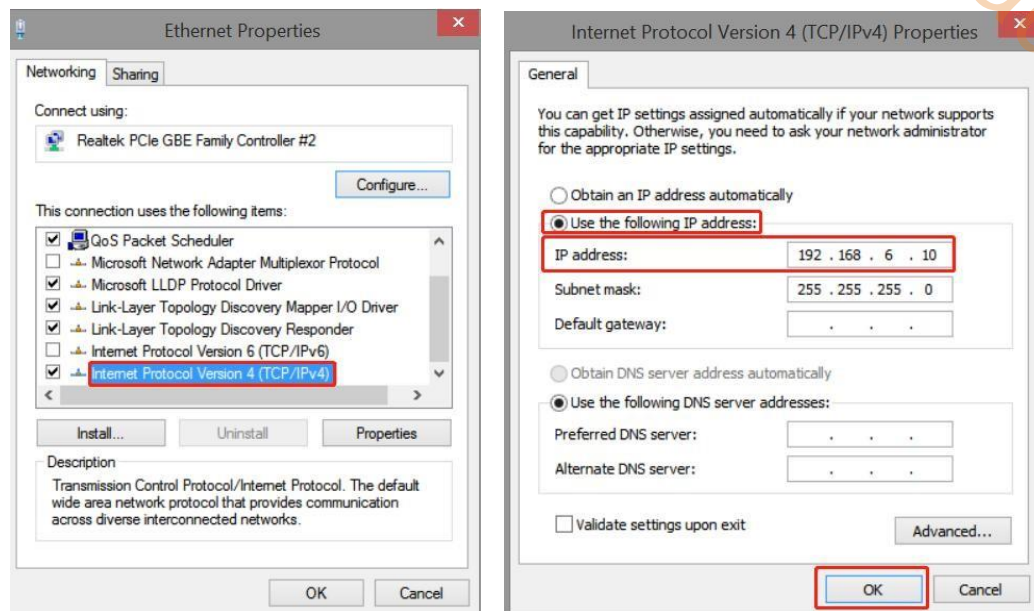 Ethernet Properties
Networking
Sharing
Connect using:
Realtek PCIe GBE Family Controller #2
Configure...
This connection uses the following items:
QoS Packet Scheduler
Microsoft Network Adapter Multiplexor Protocol
Microsoft LLDP Protocol Driver
Link-Layer Topology Discovery Mapper I/O Driver
Link-Layer Topology Discovery Responder
Internet Protocol Version 6 (TCP/IPv6)
Internet Protocol Version 4 (TCP/IPv4)
Install...
Uninstall
Properties
Description
Transmission Control Protocol/Internet Protocol. The default
wide area network protocol that provides communication
across diverse interconnected networks.
OK
Cancel
Internet Protocol Version 4 (TCP/IPv4) Properties
General
You can get IP settings assigned automatically if your network supports
this capability. Otherwise, you need to ask your network administrator
for the appropriate IP settings.
Obtain an IP address automatically
Use the following IP address:
IP address: 192 . 168 . 6 . 10
Subnet mask: 255 . 255 . 255 . 0
Default gateway: . . .
Obtain DNS server address automatically
Use the following DNS server addresses:
Preferred DNS server: . . .
Alternate DNS server: . . .
Validate settings upon exit
Advanced...
OK
Cancel